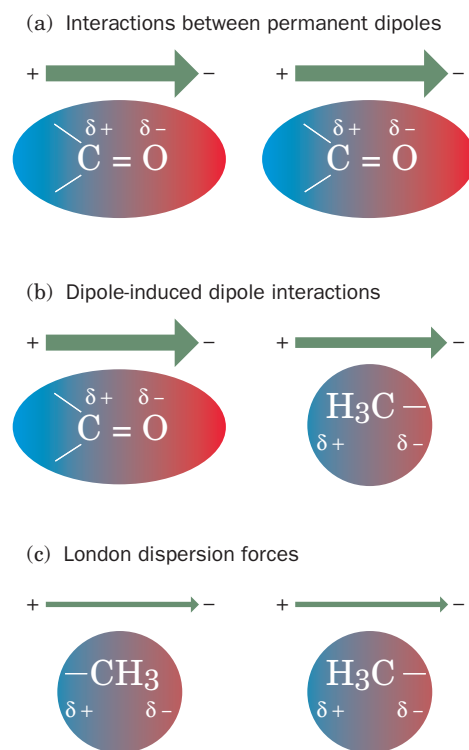 (a) Interactions between permanent dipoles
+ − + −
δ+ δ− δ+ δ−
C = O C = O
(b) Dipole-induced dipole interactions
+ − + −
δ+ δ− H₃C —
C = O δ+ δ−
(c) London dispersion forces
+ − + −
—CH₃ H₃C —
δ+ δ− δ+ δ−